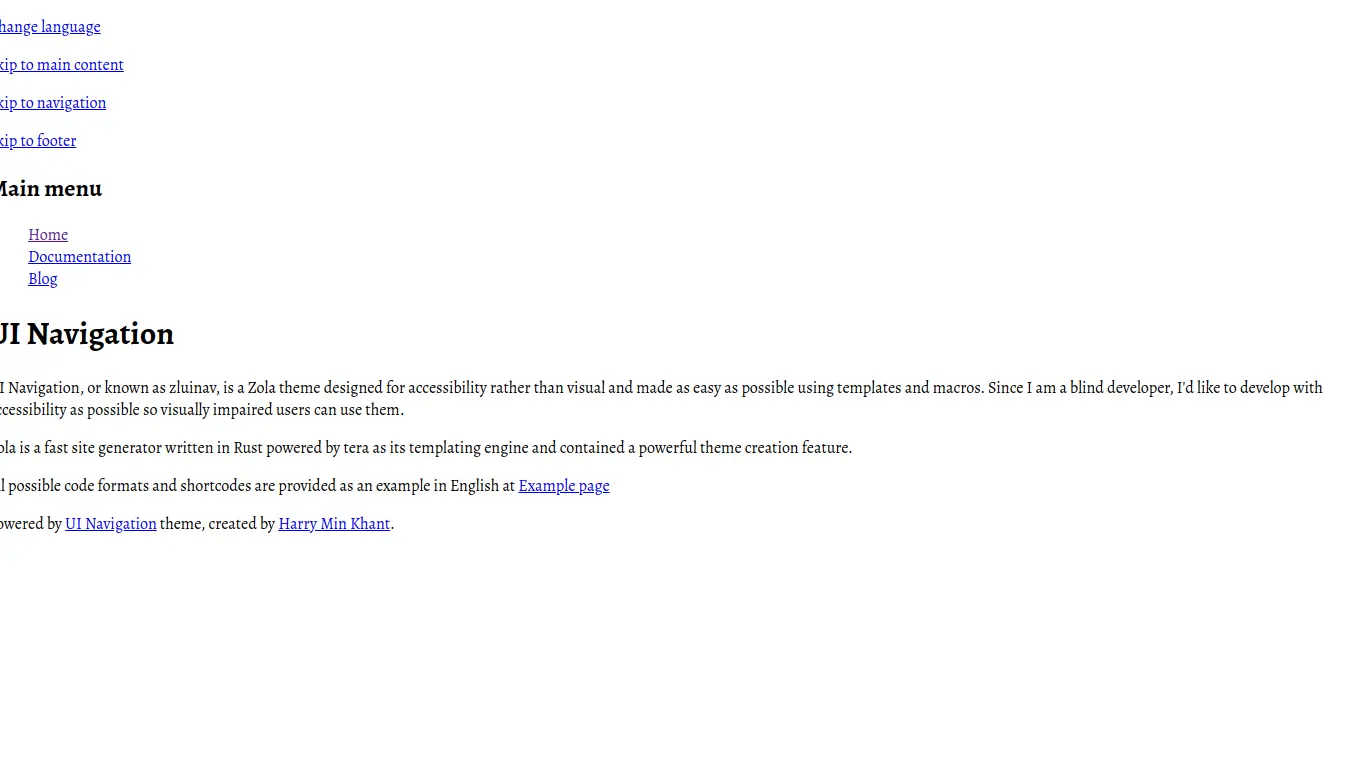 hange language
kip to main content
kip to navigation
kip to footer
Main menu
Home
Documentation
Blog
UI Navigation
I Navigation, or known as zluinav, is a Zola theme designed for accessibility rather than visual and made as easy as possible using templates and macros. Since I am a blind developer, I'd like to develop with
ccessibility as possible so visually impaired users can use them.
ola is a fast site generator written in Rust powered by tera as its templating engine and contained a powerful theme creation feature.
l possible code formats and shortcodes are provided as an example in English at Example page
owered by UI Navigation theme, created by Harry Min Khant.